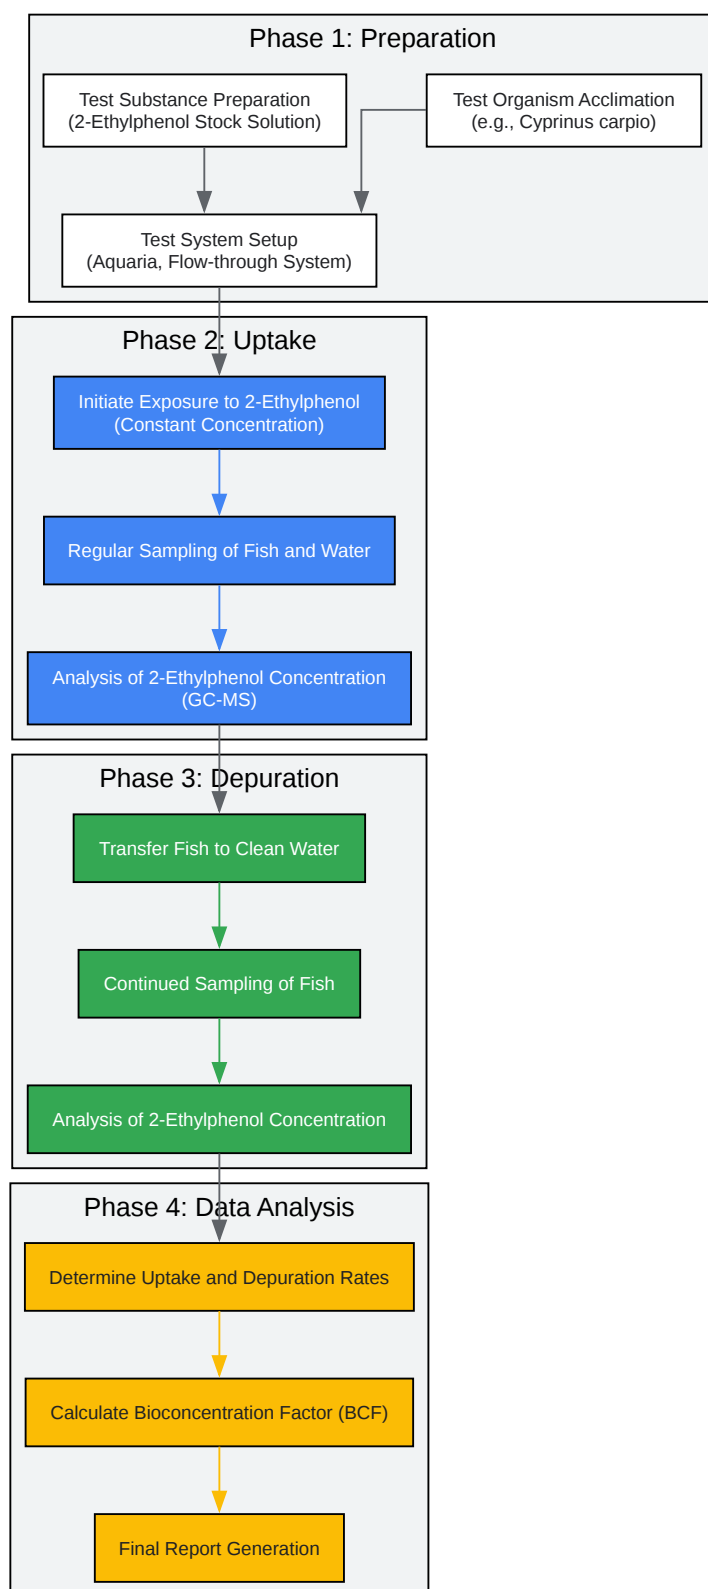 Phase 1: Preparation
Test Substance Preparation
(2-Ethylphenol Stock Solution)
Test Organism Acclimation
(e.g., Cyprinus carpio)
Test System Setup
(Aquaria, Flow-through System)
Phase 2: Uptake
Initiate Exposure to 2-Ethylphenol
(Constant Concentration)
Regular Sampling of Fish and Water
Analysis of 2-Ethylphenol Concentration
(GC-MS)
Phase 3: Depuration
Transfer Fish to Clean Water
Continued Sampling of Fish
Analysis of 2-Ethylphenol Concentration
Phase 4: Data Analysis
Determine Uptake and Depuration Rates
Calculate Bioconcentration Factor (BCF)
Final Report Generation